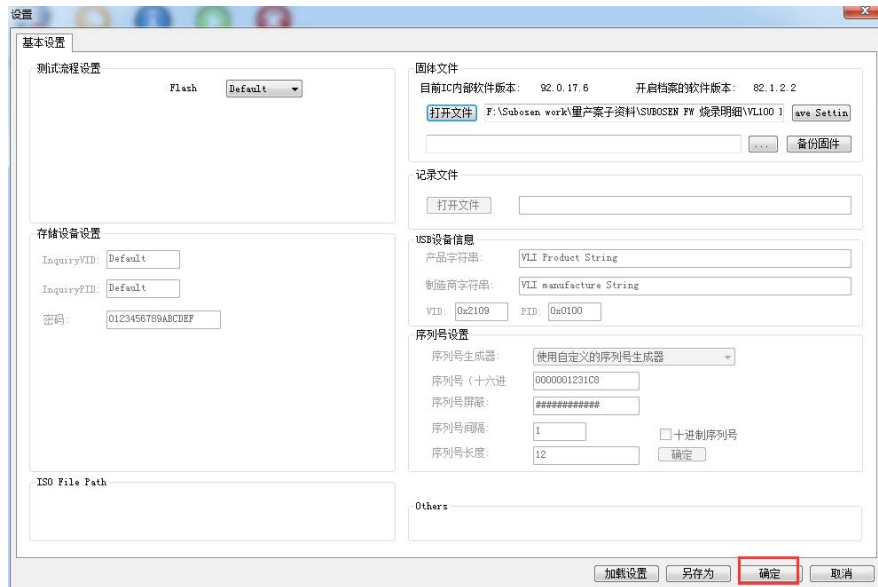 设置
基本设置
测试流程设置
Flash Default
存储设备设置
InquiryVID: Default
InquiryPID: Default
密码: 0123456789ABCDEF
ISO File Path
固体文件
目前IC内部软件版本: 92.0.17.6 开启档案的软件版本: 82.1.2.2
打开文件 F:\Subosen work\量产案子资料\SUBOSEN FW 烧录明细\VL100 ave Settin
... 备份固件
记录文件
打开文件
USB设备信息
产品字符串: VLI Product String
制造商字符串: VLI manufacture String
VID: 0x2109 PID: 0x0100
序列号设置
序列号生成器: 使用自定义的序列号生成器
序列号（十六进 0000001231C8
序列号屏蔽: ############
序列号间隔: 1 十进制序列号
序列号长度: 12 确定
Others
加载设置 另存为 确定 取消